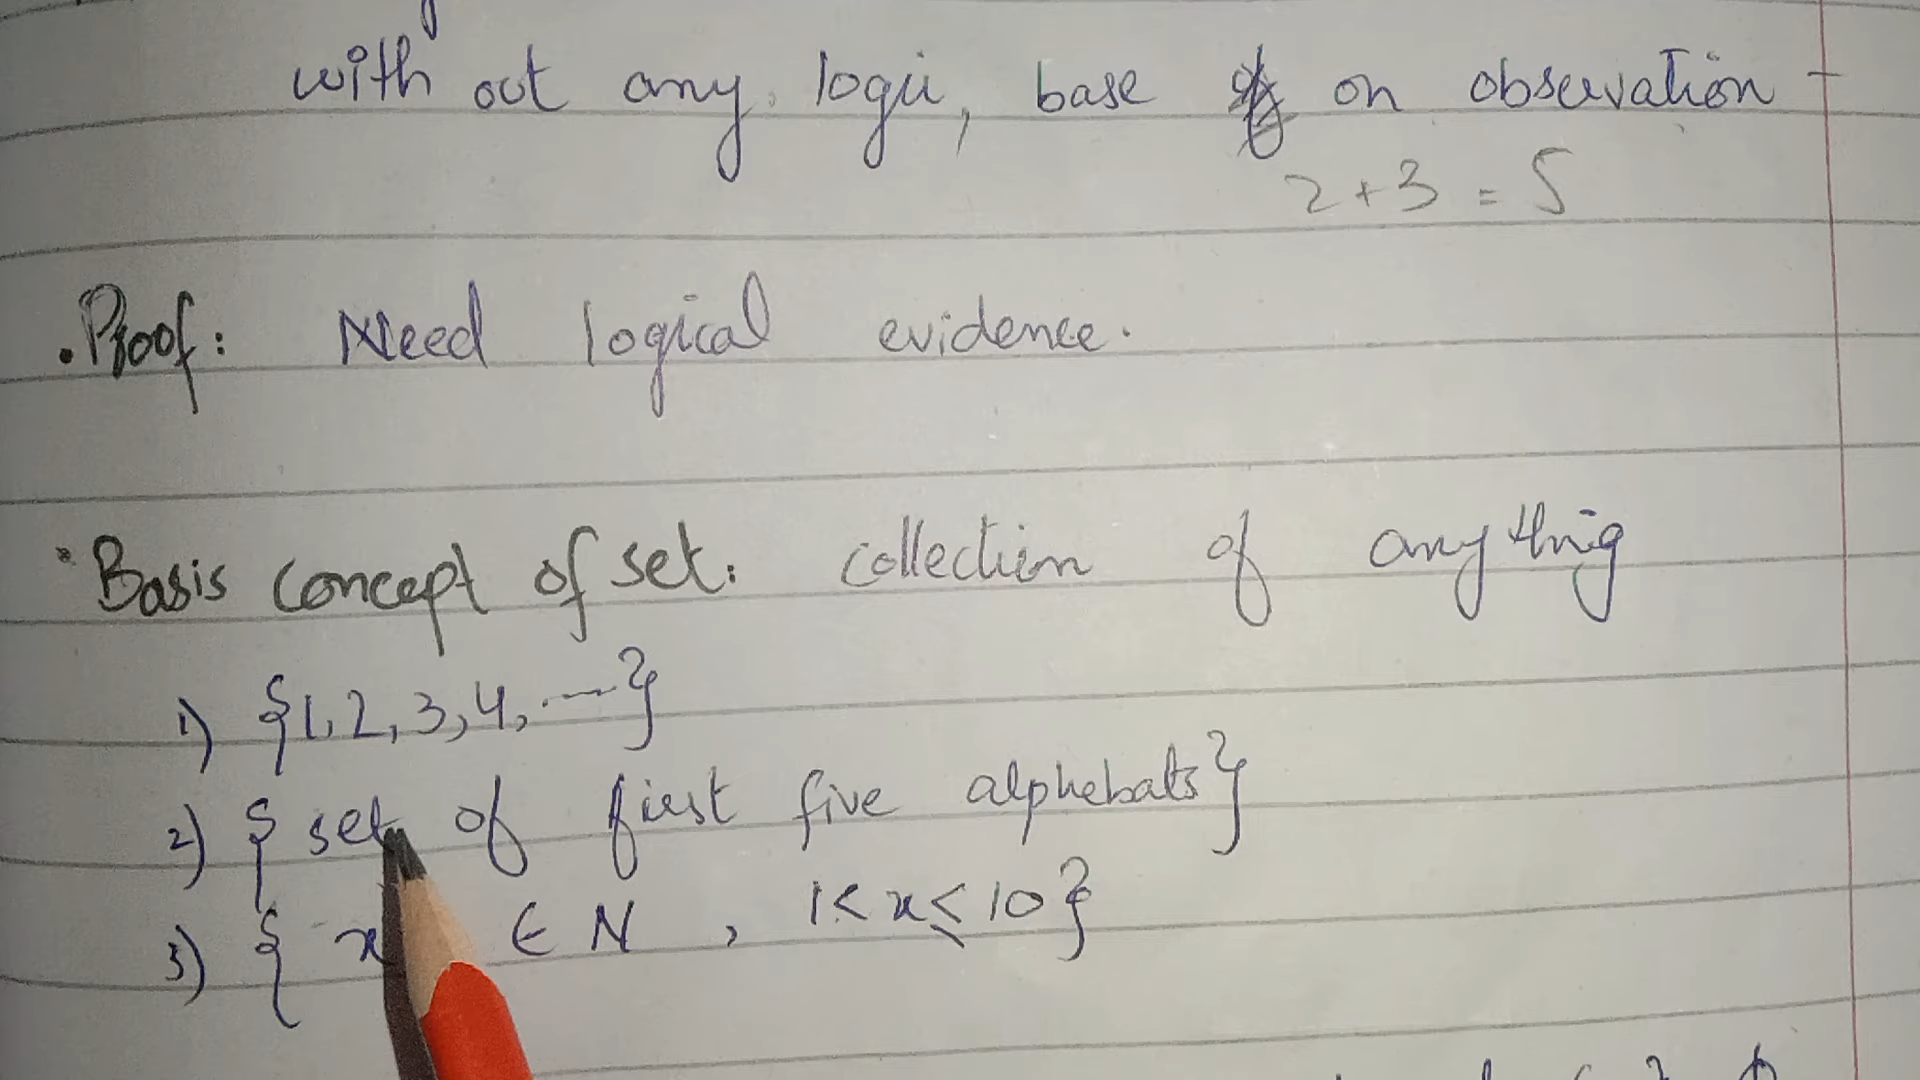 with out any logic, base on observation -
2+3 = 5
. Proof: Need logical evidence.
• Basis concept of set: collection of any thing
1) {1, 2, 3, 4, .---}
2) { set of first five alphebats}
3) { x ∈ N , 1< x ≤ 10}